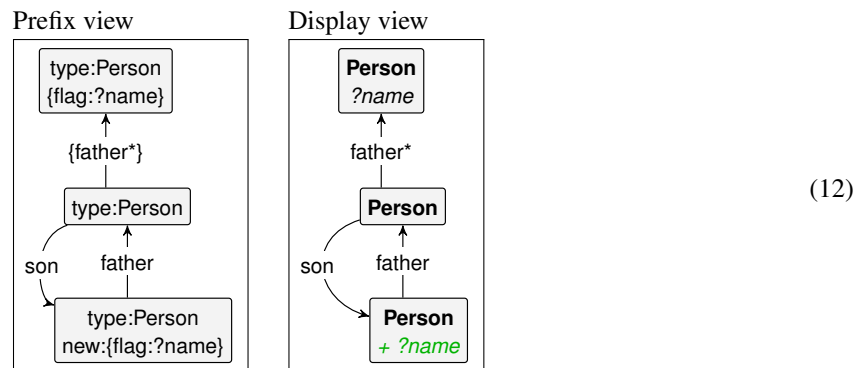 Prefix view
type:Person
{flag:?name}
{father*}
type:Person
son
father
type:Person
new:{flag:?name}
Display view
Person
?name
father*
Person
son
father
Person
+ ?name
(12)